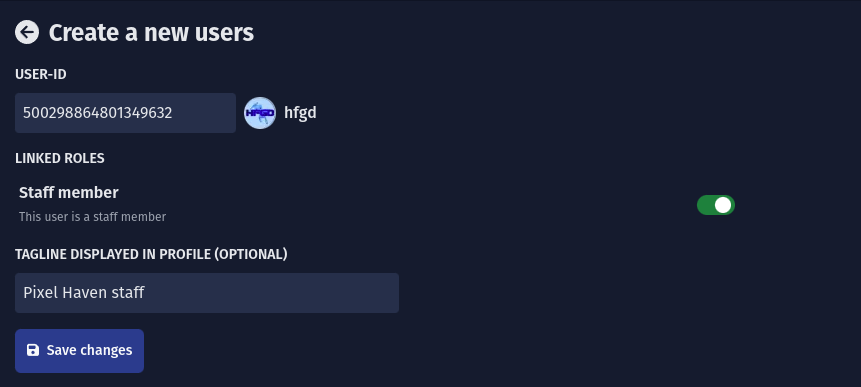 Create a new users
USER-ID
500298864801349632
HFGD
hfgd
LINKED ROLES
Staff member
This user is a staff member
TAGLINE DISPLAYED IN PROFILE (OPTIONAL)
Pixel Haven staff
Save changes